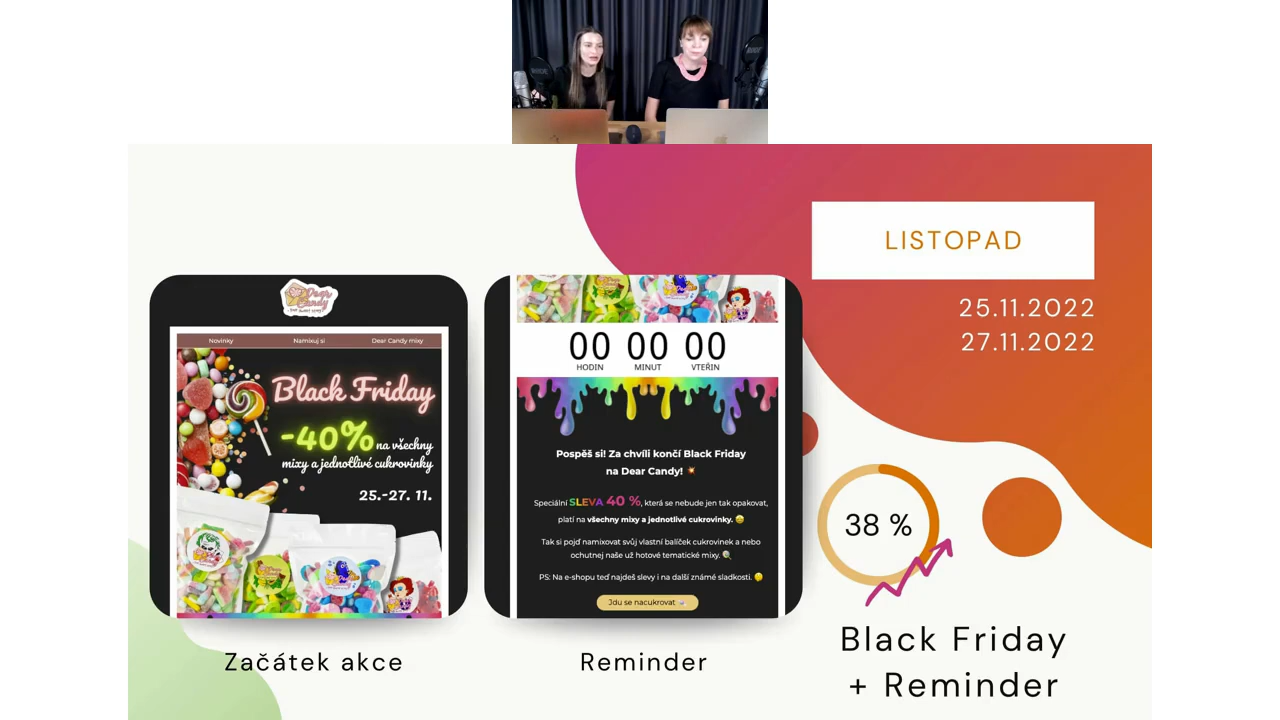 LISTOPAD
25.11.2022
27.11.2022
Dear
Candy
Novinky
Namixuj si
Dear Candy mixy
Black Friday
-40% na všechny
mixy a jednotlivé cukrovinky
25.-27. 11.
00 00 00
HODIN MINUT VTEŘIN
Pospěš si! Za chvíli končí Black Friday
na Dear Candy! 💥
Speciální SLEVA 40 %, která se nebude jen tak opakovat,
platí na všechny mixy a jednotlivé cukrovinky. 🤩
Tak si pojď namixovat svůj vlastní balíček cukrovinek a nebo
ochutnej naše už hotové tematické mixy. 🍭
PS: Na e-shopu teď najdeš slevy i na další známé sladkosti. 🤫
Jdu se nacukrovat 🍬
38 %
Začátek akce
Reminder
Black Friday
+ Reminder